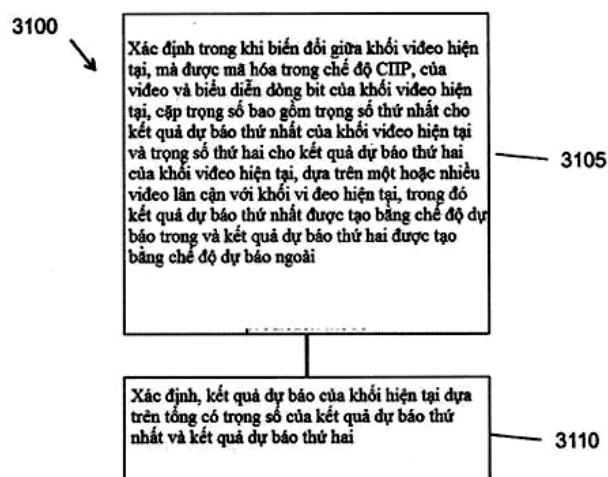 3100
Xác định trong khi biến đổi giữa khối video hiện
tại, mà được mã hóa trong chế độ CIIP, của
video và biểu diễn dòng bit của khối video hiện
tại, cặp trọng số bao gồm trọng số thứ nhất cho
kết quả dự báo thứ nhất của khối video hiện tại
và trọng số thứ hai cho kết quả dự báo thứ hai
của khối video hiện tại, dựa trên một hoặc nhiều
video lân cận với khối vi deo hiện tại, trong đó
kết quả dự báo thứ nhất được tạo bằng chế độ dự
báo trong và kết quả dự báo thứ hai được tạo
bằng chế độ dự báo ngoài
3105
Xác định, kết quả dự báo của khối hiện tại dựa
trên tổng có trọng số của kết quả dự báo thứ
nhất và kết quả dự báo thứ hai
3110